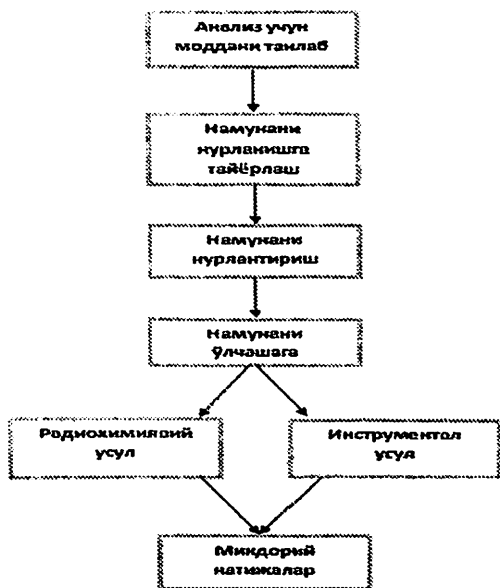 Анализ учун
моддани танлаб
Намунани
нурланишга
тайёрлаш
Намунани
нурлантириш
Намунани
ўлчашага
Радиохимиявий
усул
Инструментал
усул
Миқдорий
натижалар